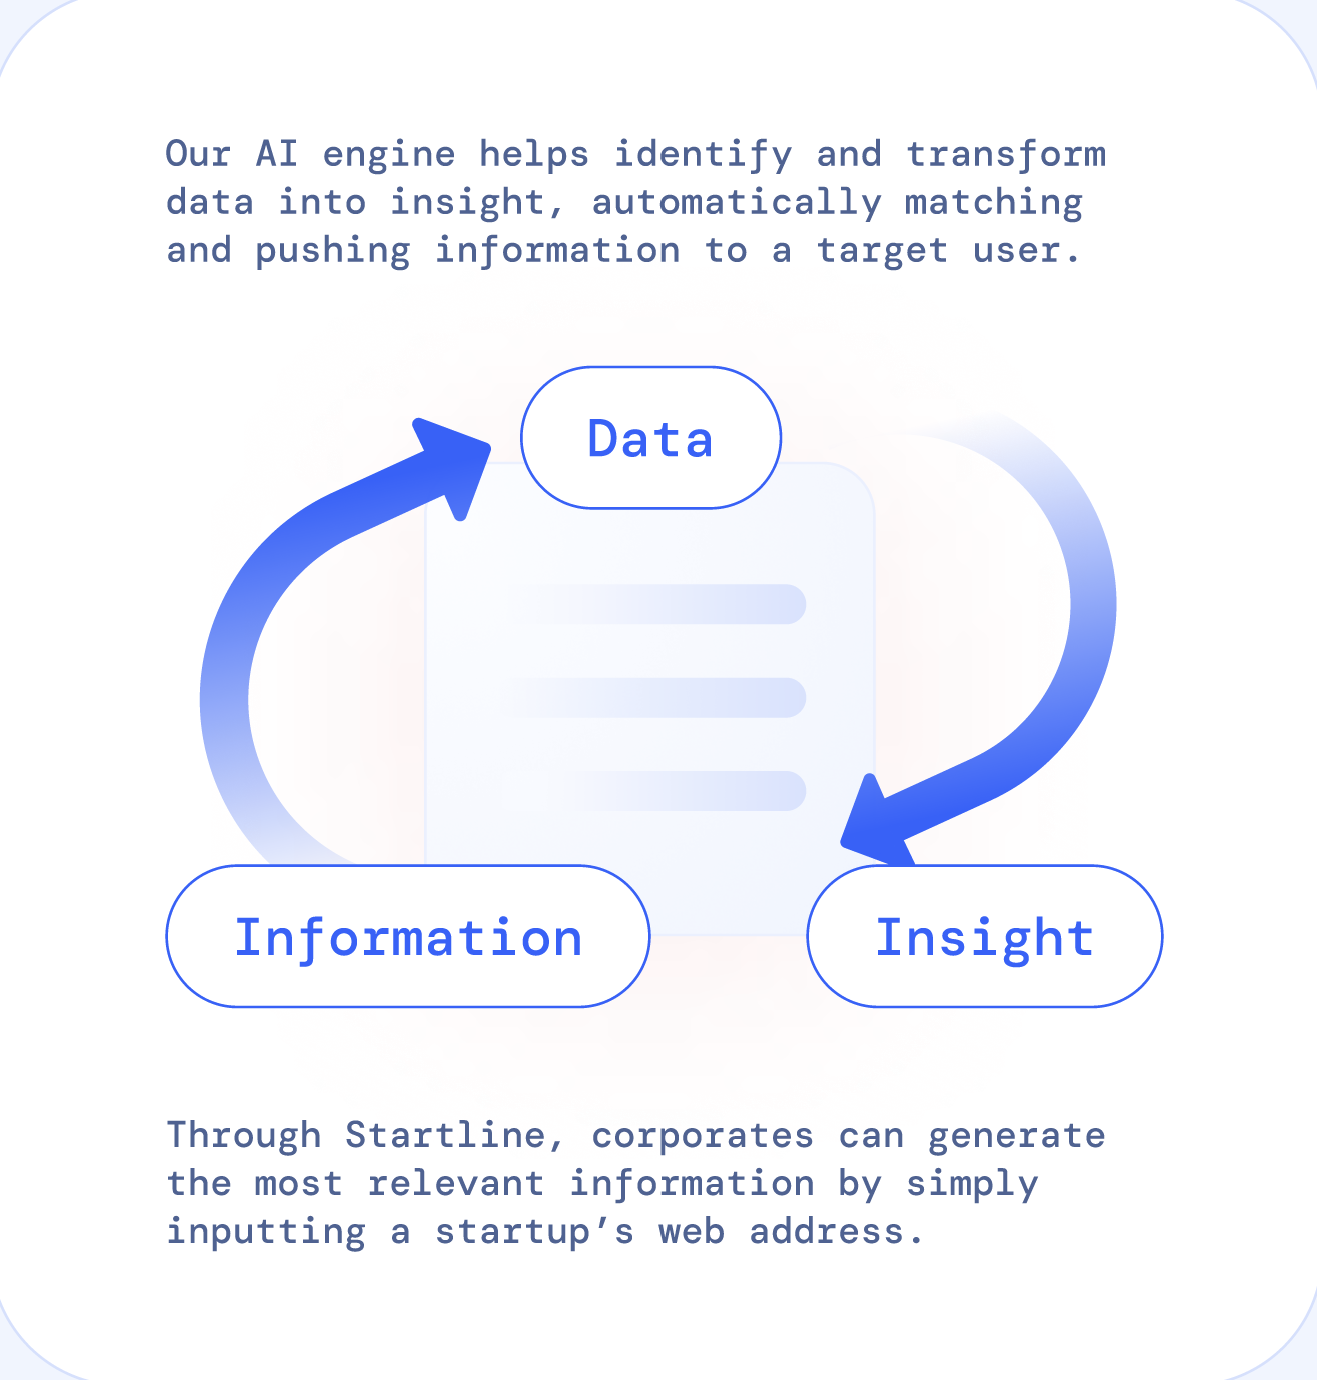 Our AI engine helps identify and transform
data into insight, automatically matching
and pushing information to a target user.
Data
Information
Insight
Through Startline, corporates can generate
the most relevant information by simply
inputting a startup’s web address.